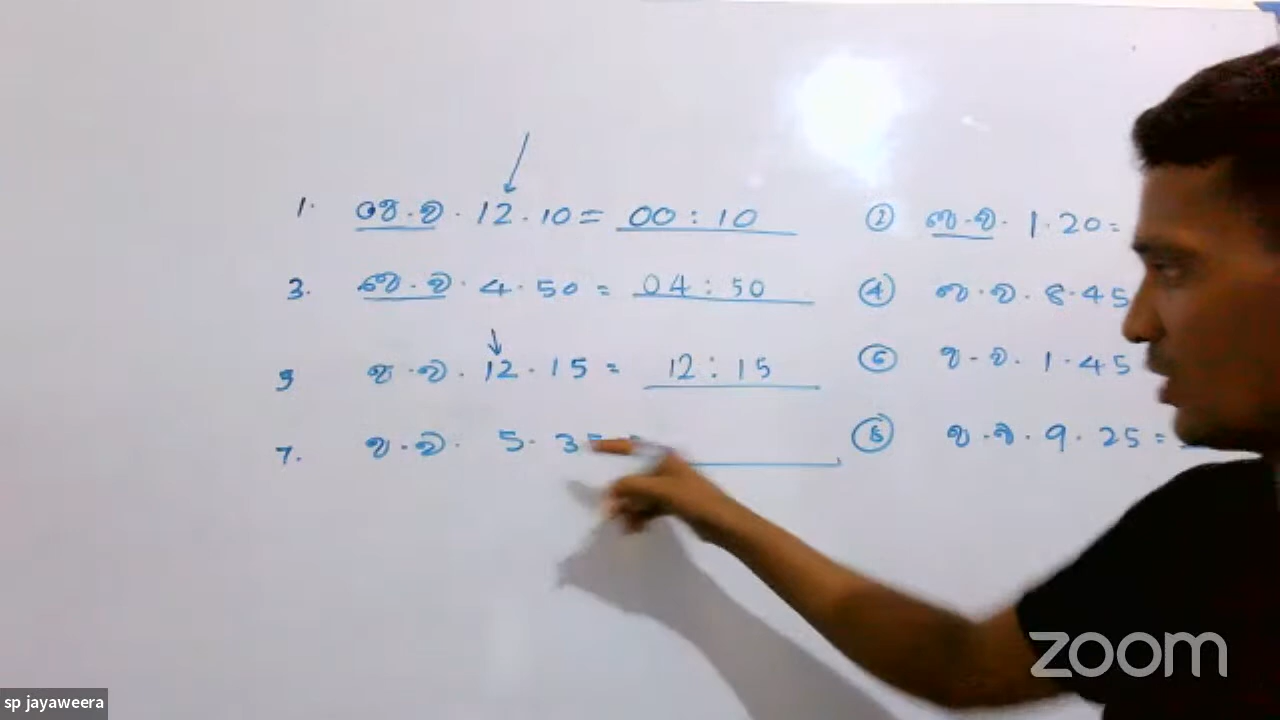 1. පෙ.ව. 12.10 = 00:10
② පෙ.ව. 1.20=
3. පෙ.ව. 4.50 = 04:50
④ පෙ.ව. 8.45
5 ප.ව. 12.15 = 12:15
⑥ ප.ව. 1.45
7. ප.ව. 5.35
⑧ ප.ව. 9.25 =
zoom
sp jayaweera